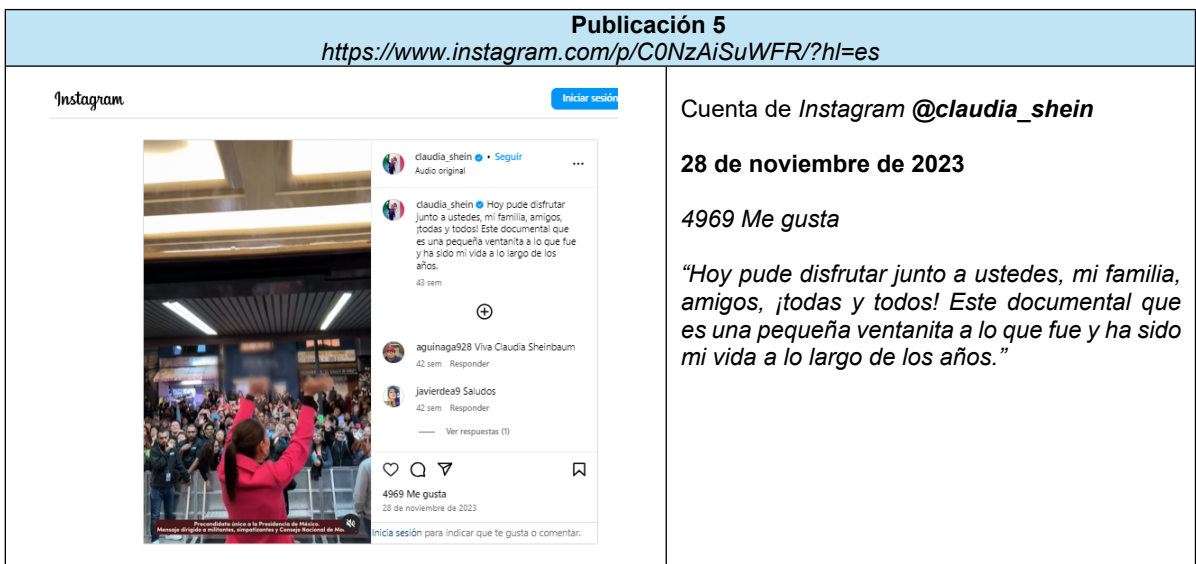 Publicación 5
https://www.instagram.com/p/C0NzAiSuWFR/?hl=es
Instagram
Iniciar sesión
claudia_shein • Seguir
Audio original
...
claudia_shein Hoy pude disfrutar
junto a ustedes, mi familia, amigos,
¡todas y todos! Este documental que
es una pequeña ventanita a lo que fue
y ha sido mi vida a lo largo de los
años.
43 sem
aguinaga928 Viva Claudia Sheinbaum
42 sem Responder
javierdea9 Saludos
42 sem Responder
Ver respuestas (1)
4969 Me gusta
28 de noviembre de 2023
Inicia sesión para indicar que te gusta o comentar.
Precandidata única a la Presidencia de México.
Mensaje dirigido a militantes, simpatizantes y Consejo Nacional de
Cuenta de Instagram @claudia_shein
28 de noviembre de 2023
4969 Me gusta
“Hoy pude disfrutar junto a ustedes, mi familia,
amigos, ¡todas y todos! Este documental que
es una pequeña ventanita a lo que fue y ha sido
mi vida a lo largo de los años.”